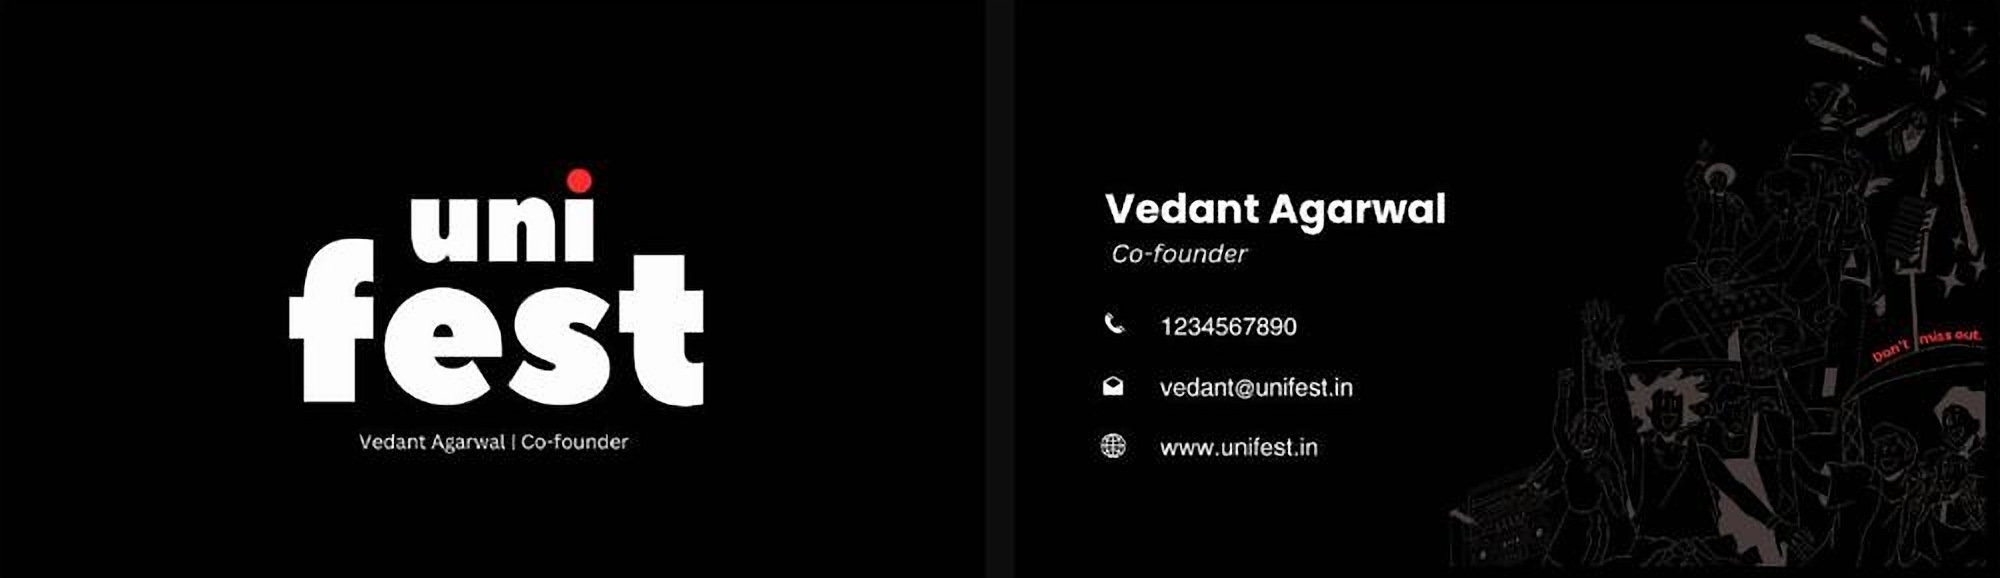 uni
fest
Vedant Agarwal | Co-founder
Vedant Agarwal
Co-founder
1234567890
vedant@unifest.in
www.unifest.in
Don't miss out.